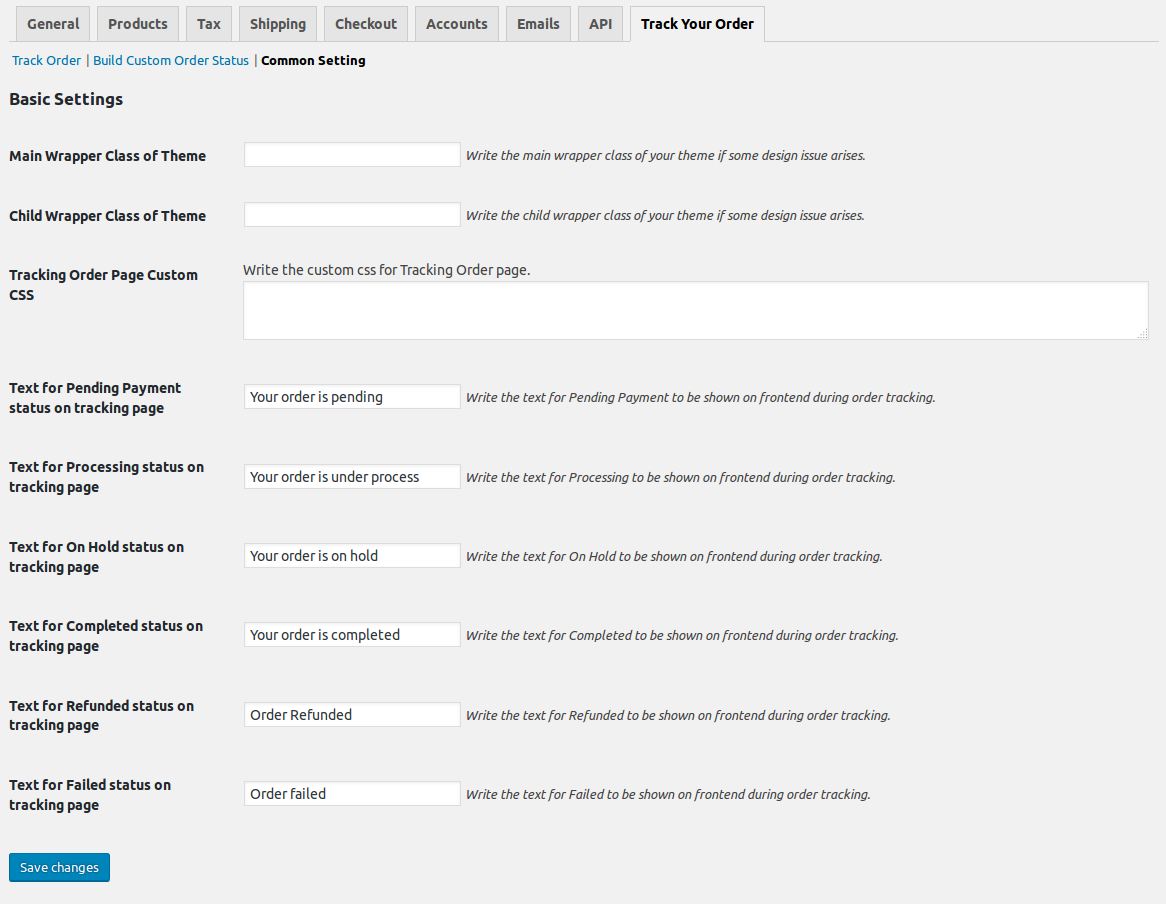 General Products Tax Shipping Checkout Accounts Emails API Track Your Order
Track Order | Build Custom Order Status | Common Setting
Basic Settings
Main Wrapper Class of Theme Write the main wrapper class of your theme if some design issue arises.
Child Wrapper Class of Theme Write the child wrapper class of your theme if some design issue arises.
Tracking Order Page Custom
CSS
Write the custom css for Tracking Order page.
Text for Pending Payment
status on tracking page
Your order is pending Write the text for Pending Payment to be shown on frontend during order tracking.
Text for Processing status on
tracking page
Your order is under process Write the text for Processing to be shown on frontend during order tracking.
Text for On Hold status on
tracking page
Your order is on hold Write the text for On Hold to be shown on frontend during order tracking.
Text for Completed status on
tracking page
Your order is completed Write the text for Completed to be shown on frontend during order tracking.
Text for Refunded status on
tracking page
Order Refunded Write the text for Refunded to be shown on frontend during order tracking.
Text for Failed status on
tracking page
Order failed Write the text for Failed to be shown on frontend during order tracking.
Save changes